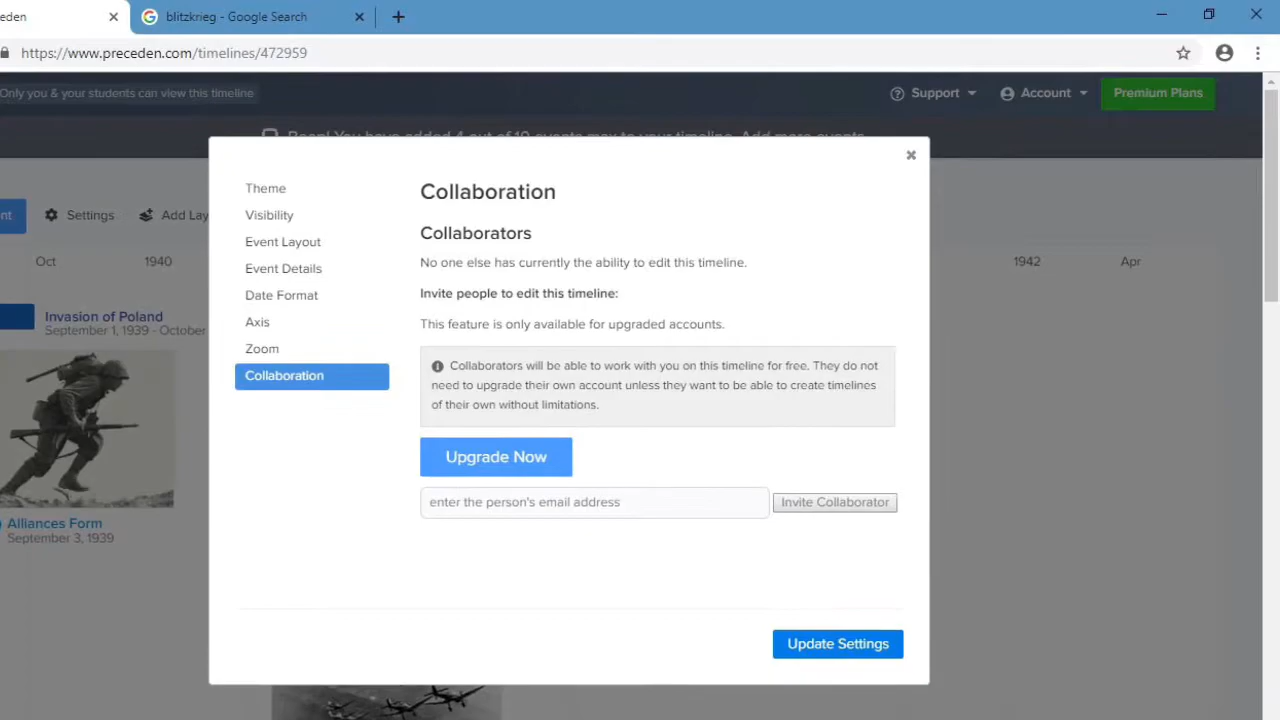 eden
blitzkrieg - Google Search
https://www.preceden.com/timelines/472959
Only you & your students can view this timeline
Support
Account
Premium Plans
You have added 4 out of 10 events max to your timeline. Add more events
nt
Settings
Add Lay
Oct
1940
1942
Apr
Invasion of Poland
September 1, 1939 - October
Alliances Form
September 3, 1939
Theme
Visibility
Event Layout
Event Details
Date Format
Axis
Zoom
Collaboration
Collaboration
Collaborators
No one else has currently the ability to edit this timeline.
Invite people to edit this timeline:
This feature is only available for upgraded accounts.
Collaborators will be able to work with you on this timeline for free. They do not
need to upgrade their own account unless they want to be able to create timelines
of their own without limitations.
Upgrade Now
enter the person's email address
Invite Collaborator
Update Settings